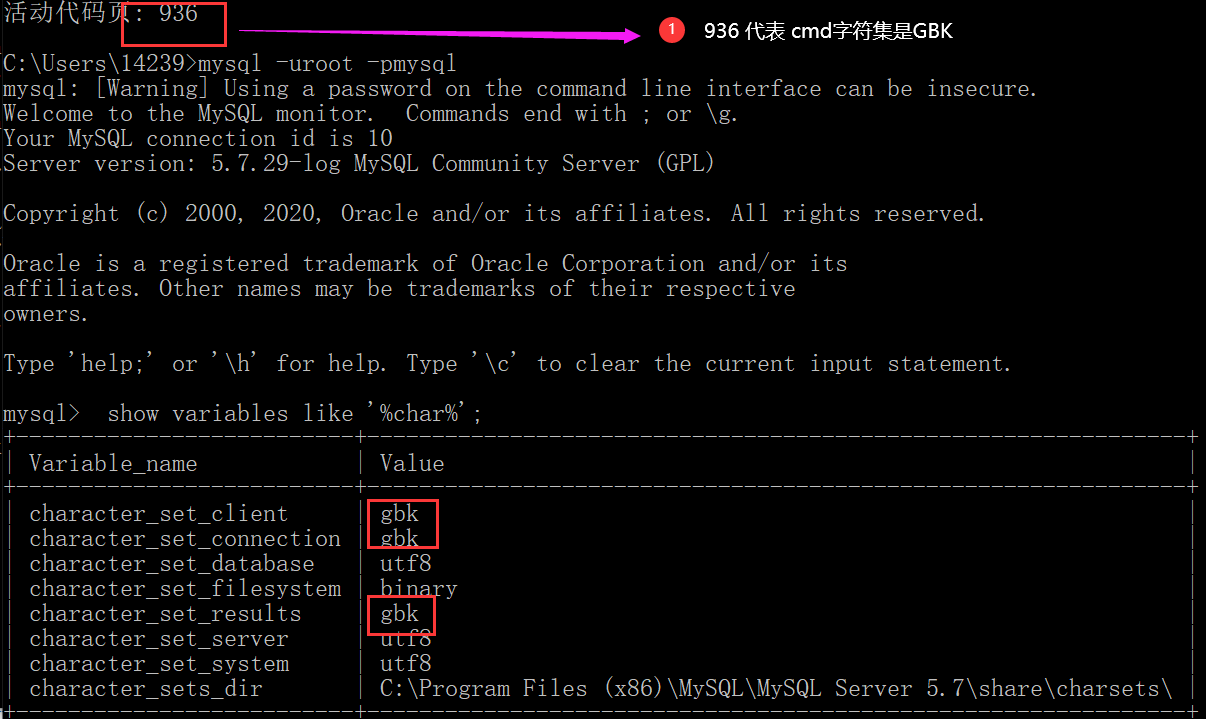 活动代码页: 936
1 936 代表 cmd字符集是GBK
C:\Users\14239>mysql -uroot -pmysql
mysql: [Warning] Using a password on the command line interface can be insecure.
Welcome to the MySQL monitor.  Commands end with ; or \g.
Your MySQL connection id is 10
Server version: 5.7.29-log MySQL Community Server (GPL)
Copyright (c) 2000, 2020, Oracle and/or its affiliates. All rights reserved.
Oracle is a registered trademark of Oracle Corporation and/or its
affiliates. Other names may be trademarks of their respective
owners.
Type 'help;' or '\h' for help. Type '\c' to clear the current input statement.
mysql>  show variables like '%char%';
+--------------------------+---------------------------------------------------------------+
| Variable_name            | Value                                                         |
+--------------------------+---------------------------------------------------------------+
| character_set_client     | gbk                                                           |
| character_set_connection | gbk                                                           |
| character_set_database   | utf8                                                          |
| character_set_filesystem | binary                                                        |
| character_set_results    | gbk                                                           |
| character_set_server     | utf8                                                          |
| character_set_system     | utf8                                                          |
| character_sets_dir       | C:\Program Files (x86)\MySQL\MySQL Server 5.7\share\charsets\ |
+--------------------------+---------------------------------------------------------------+